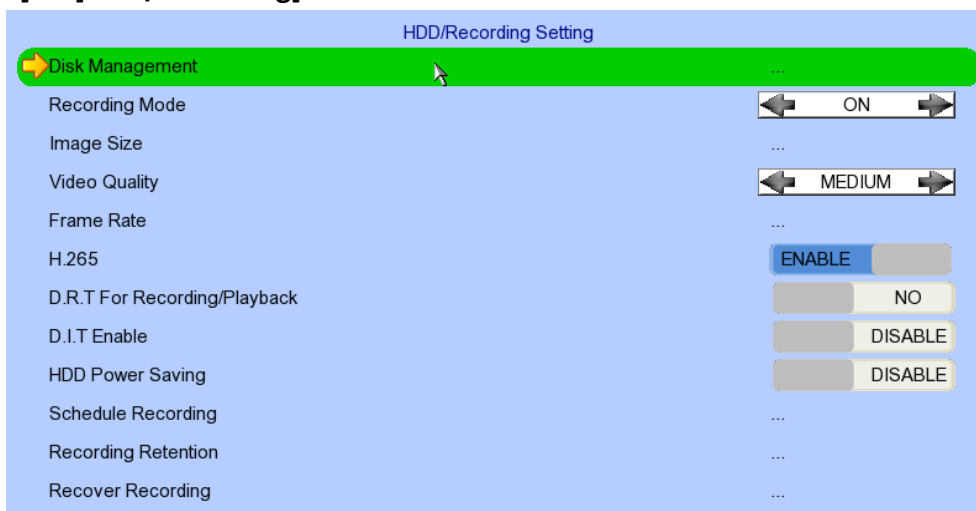 HDD/Recording Setting
Disk Management ...
Recording Mode ON
Image Size ...
Video Quality MEDIUM
Frame Rate ...
H.265 ENABLE
D.R.T For Recording/Playback NO
D.I.T Enable DISABLE
HDD Power Saving DISABLE
Schedule Recording ...
Recording Retention ...
Recover Recording ...